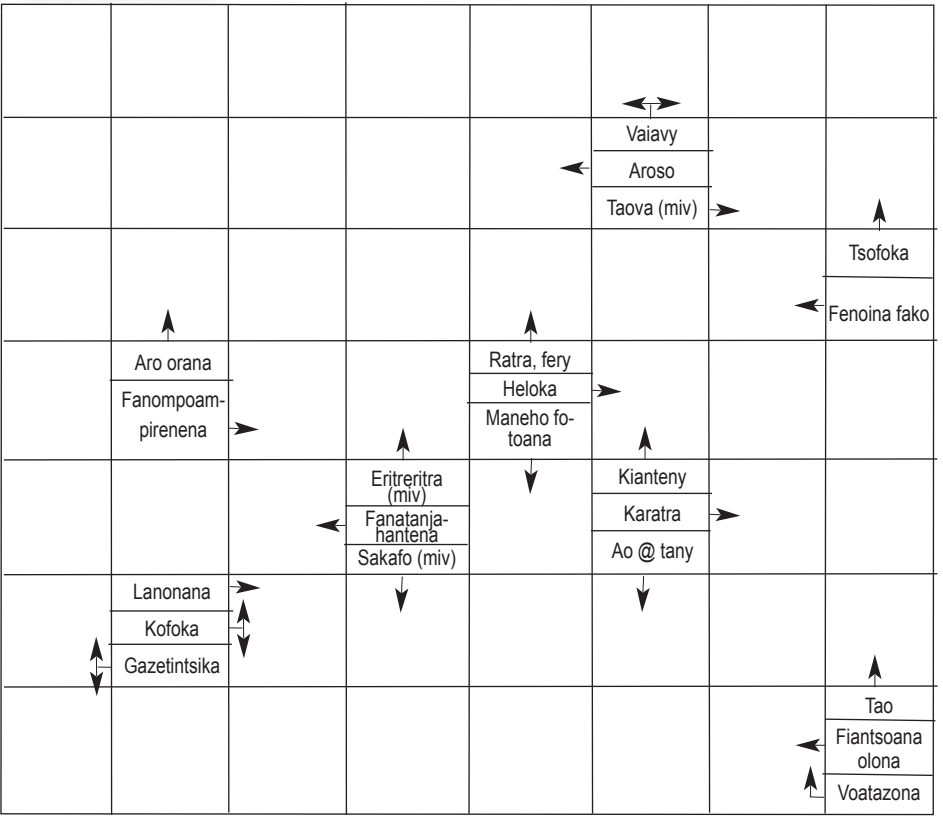 Vaiavy
Aroso
Taova (miv)
Tsofoka
Fenoina fako
Aro orana
Fanompoam-
pirenena
Ratra, fery
Heloka
Maneho fo-
toana
Eritreritra
(miv)
Fanatanja-
hantena
Sakafo (miv)
Kianteny
Karatra
Ao @ tany
Lanonana
Kofoka
Gazetintsika
Tao
Fiantsoana
olona
Voatazona